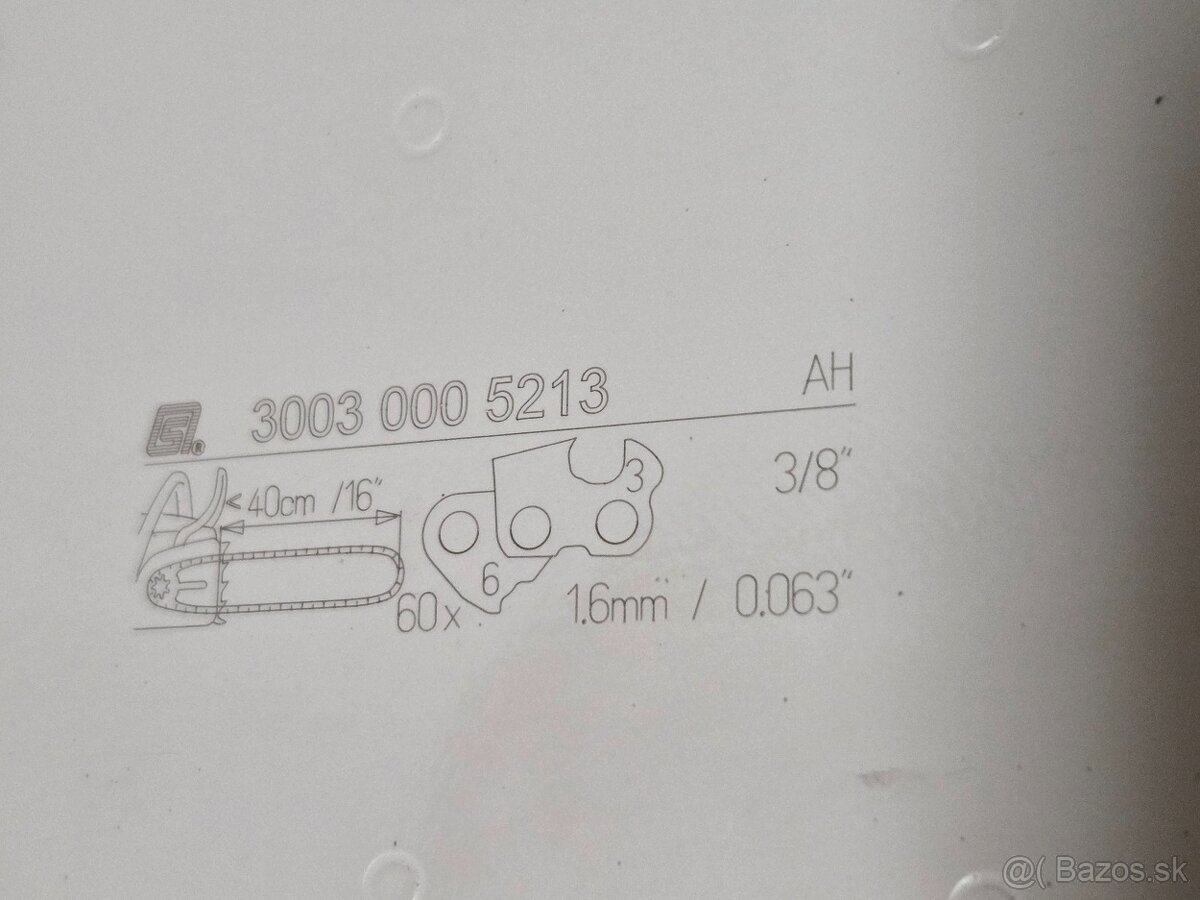 ® 3003 000 5213 AH
< 40cm /16" 3 3/8"
60x 6 1.6mm / 0.063"
@( Bazos.sk